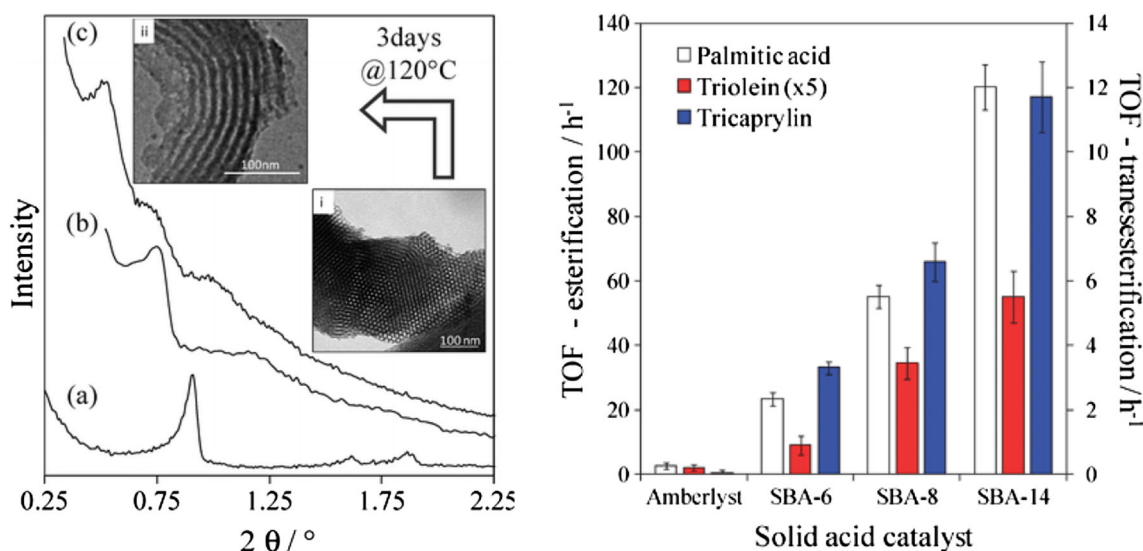 (c)
ii
100nm
3days
@120°C
(b)
i
100 nm
(a)
Intensity
0.25
0.75
1.25
1.75
2.25
2 θ / °
140
120
100
80
60
40
20
0
TOF - esterification / h⁻¹
Palmitic acid
Triolein (x5)
Tricaprylin
14
12
10
8
6
4
2
0
TOF - tranesesterification / h⁻¹
Amberlyst
SBA-6
SBA-8
SBA-14
Solid acid catalyst